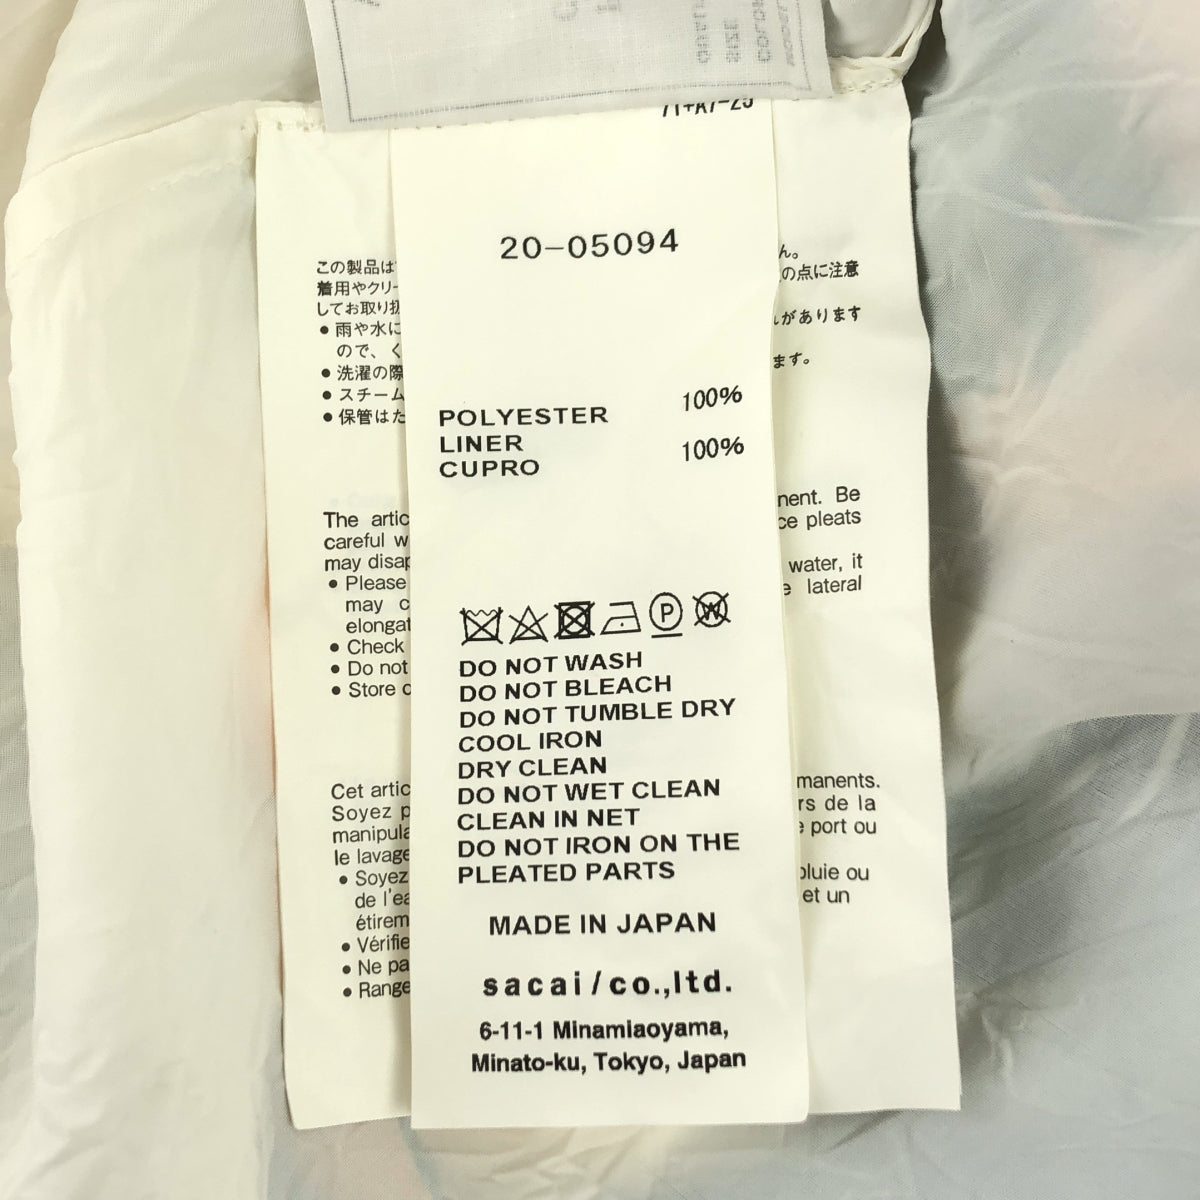 20-05094
この製品は
着用やクリー
してお取り扱
● 雨や水に
ので、く
● 洗濯の際
● スチーム
● 保管はた
ん。
の点に注意
があります
ます。
POLYESTER 100%
LINER
CUPRO 100%
The artic
careful w
may disap
● Please
may c
elongat
● Check
● Do not
● Store
nent. Be
ce pleats
water, it
lateral
P W
DO NOT WASH
DO NOT BLEACH
DO NOT TUMBLE DRY
COOL IRON
DRY CLEAN
DO NOT WET CLEAN
CLEAN IN NET
DO NOT IRON ON THE
PLEATED PARTS
MADE IN JAPAN
sacai/co.,ltd.
6-11-1 Minamiaoyama,
Minato-ku, Tokyo, Japan
Cet artic
Soyez p
manipula
le lavage
● Soyez
de l'ea
étirem
● Vérifie
● Ne pa
● Range
manents.
rs de la
port ou
pluie ou
et un